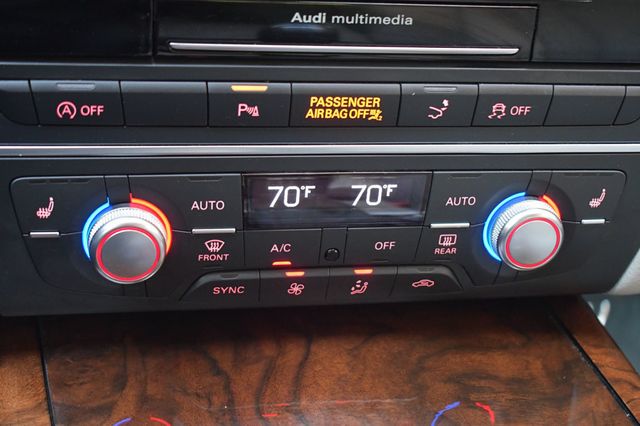 Audi multimedia
A OFF
P
PASSENGER
AIRBAG OFF
OFF
AUTO
70°F
70°F
AUTO
FRONT
A/C
OFF
REAR
SYNC